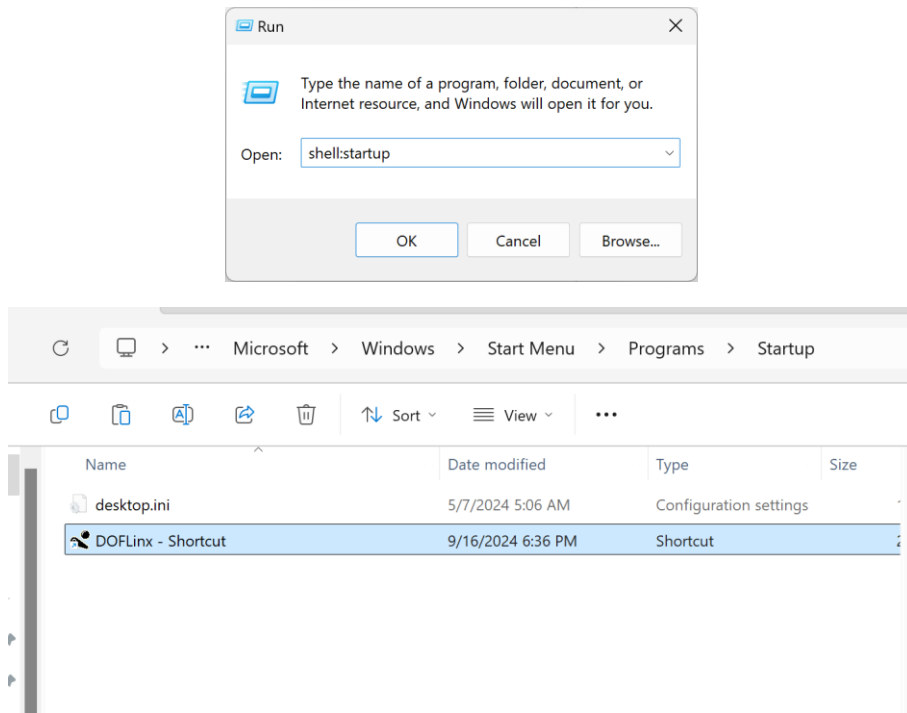 Run
Type the name of a program, folder, document, or
Internet resource, and Windows will open it for you.
Open: shell:startup
OK Cancel Browse...
Microsoft > Windows > Start Menu > Programs > Startup
Sort View
Name Date modified Type Size
desktop.ini 5/7/2024 5:06 AM Configuration settings
DOFLinx - Shortcut 9/16/2024 6:36 PM Shortcut